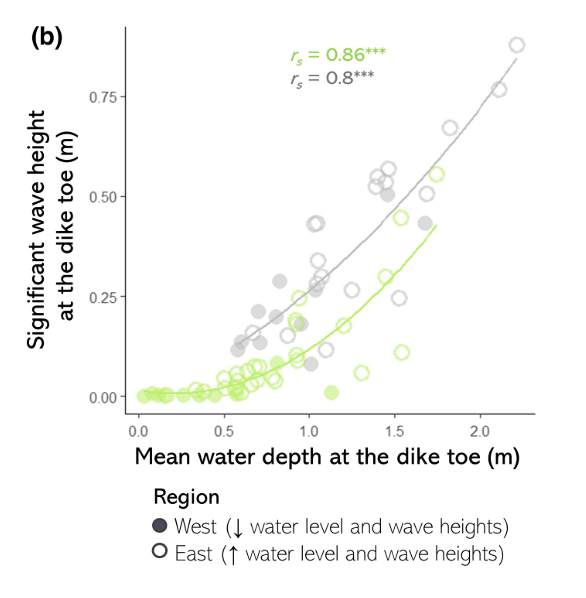 (b)
rs = 0.86***
rs = 0.8***
Significant wave height
at the dike toe (m)
0.75
0.50
0.25
0.00
0.0 0.5 1.0 1.5 2.0
Mean water depth at the dike toe (m)
Region
West (↓ water level and wave heights)
East (↑ water level and wave heights)